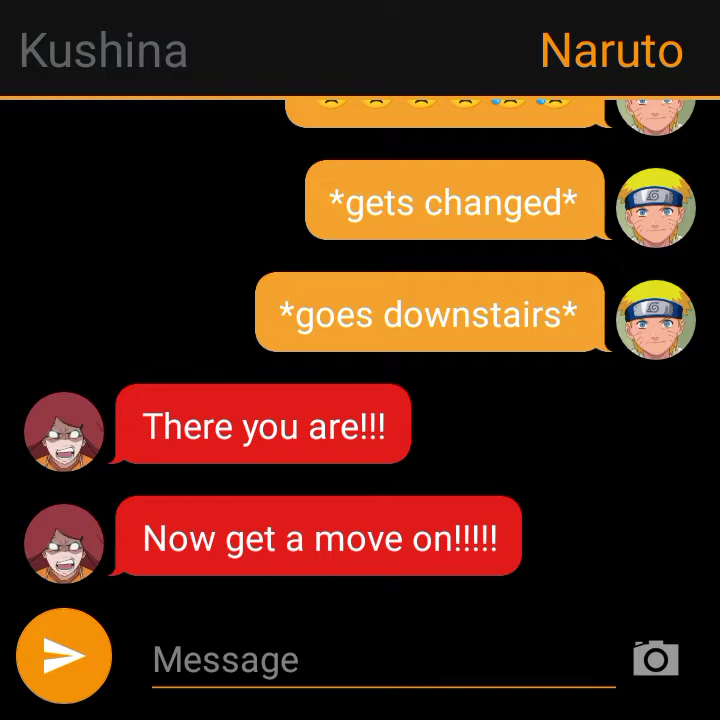 Kushina
Naruto
*gets changed*
*goes downstairs*
There you are!!!
Now get a move on!!!!!
Message